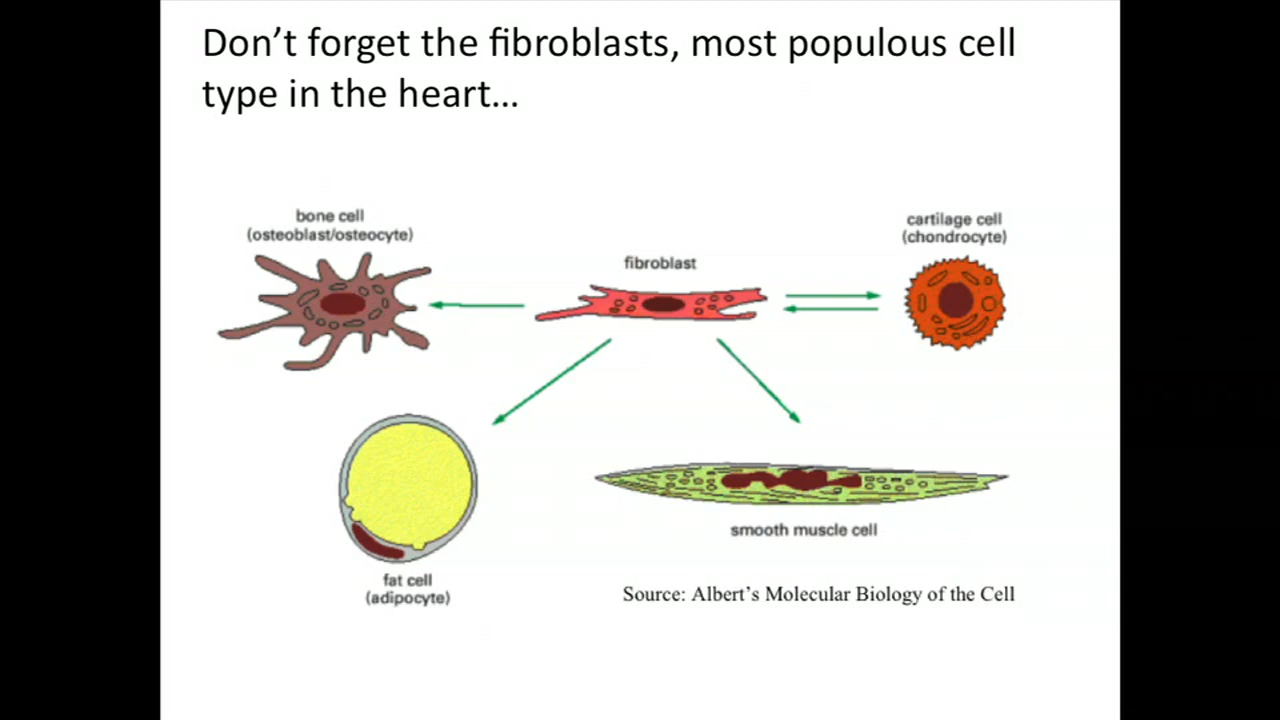 Don’t forget the fibroblasts, most populous cell
type in the heart…
bone cell
(osteoblast/osteocyte)
fibroblast
cartilage cell
(chondrocyte)
fat cell
(adipocyte)
smooth muscle cell
Source: Albert’s Molecular Biology of the Cell